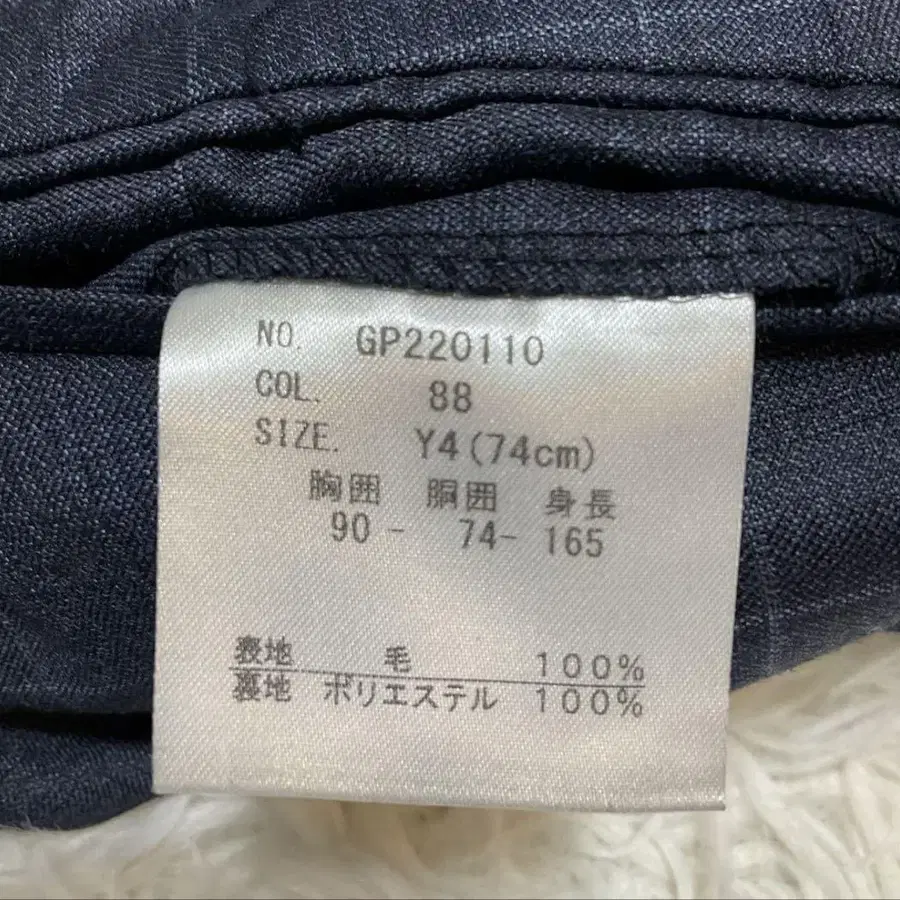 NO. GP220110
COL. 88
SIZE. Y4(74cm)
胸囲 胴囲 身長
90- 74- 165
表地 毛 100%
裏地 ポリエステル 100%